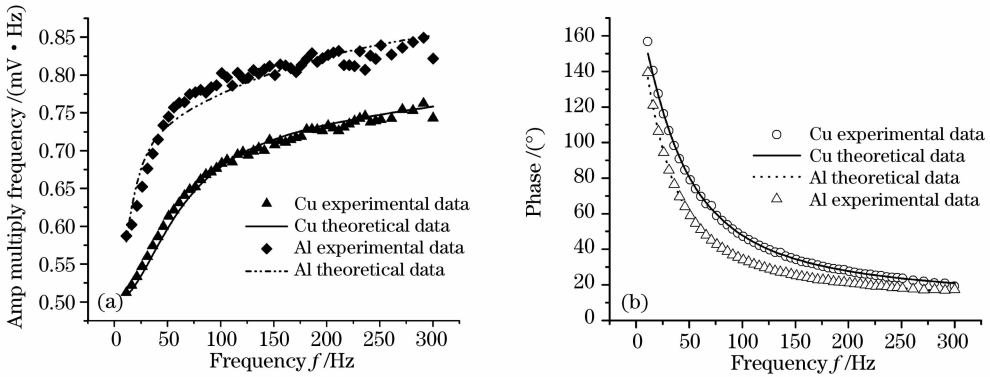 Amp multiply frequency /(mV • Hz)
0.85
0.80
0.75
0.70
0.65
0.60
0.55
0.50
(a)
Cu experimental data
Cu theoretical data
Al experimental data
Al theoretical data
0 50 100 150 200 250 300
Frequency f /Hz
Phase /(°)
160
140
120
100
80
60
40
20
0
(b)
Cu experimental data
Cu theoretical data
Al theoretical data
Al experimental data
0 50 100 150 200 250 300
Frequency f /Hz